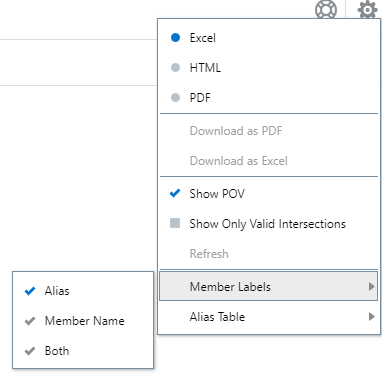 Excel
HTML
PDF
Download as PDF
Download as Excel
Show POV
Show Only Valid Intersections
Refresh
Member Labels
Alias Table
Alias
Member Name
Both